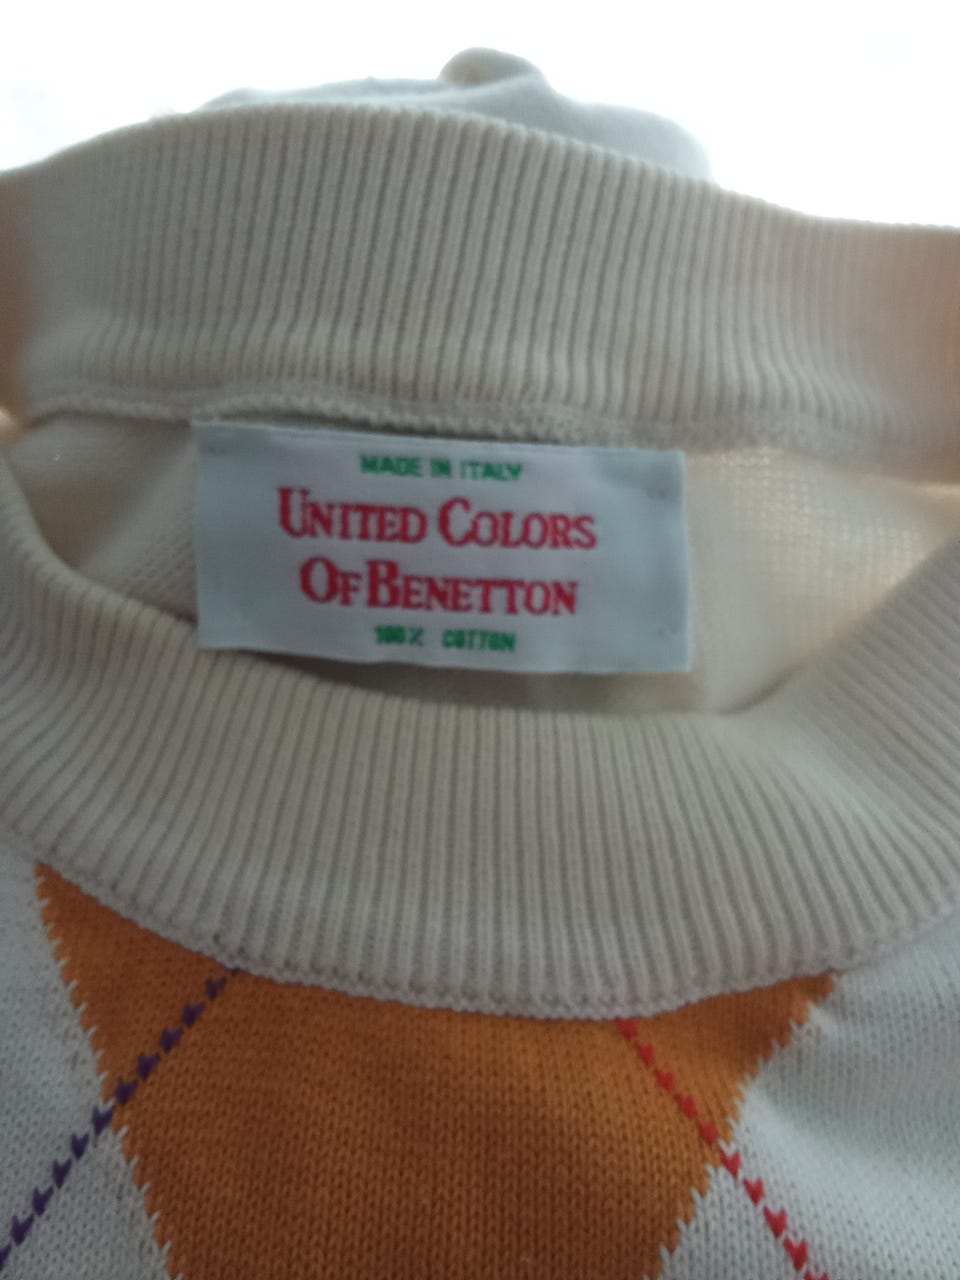 MADE IN ITALY
UNITED COLORS
OF BENETTON
100% COTTON